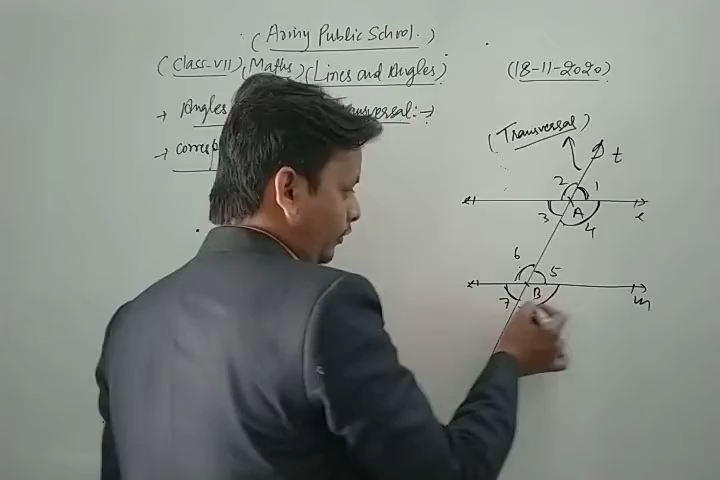 (Army Public School.)
(Class-VII) (Maths) (Lines and Angles)
(18-11-2020)
→ Angles transversal:→
→ corresp
(Transversal)
t
2 1
A
3 4
l
6 5
B
7
m